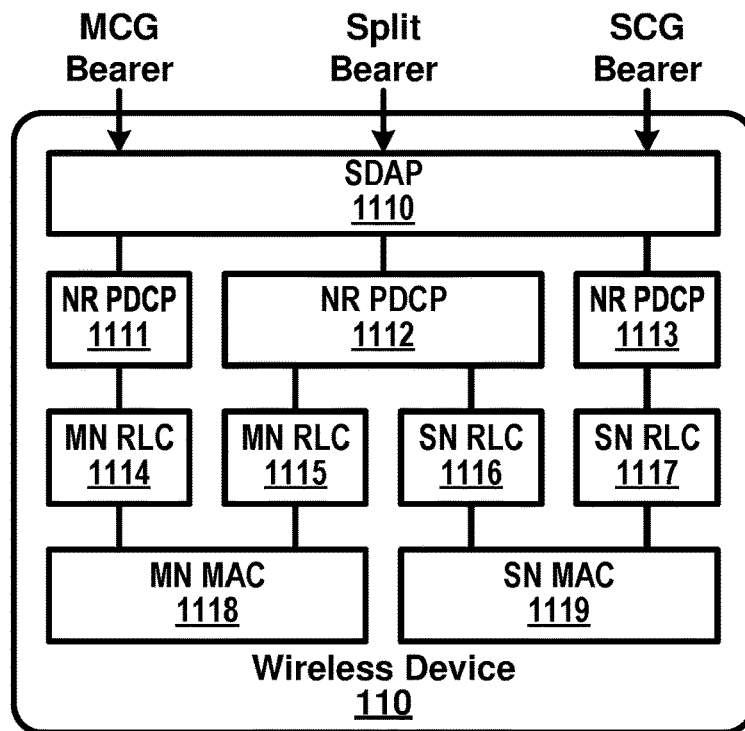 MCG
Bearer
Split
Bearer
SCG
Bearer
SDAP
1110
NR PDCP
1111
NR PDCP
1112
NR PDCP
1113
MN RLC
1114
MN RLC
1115
SN RLC
1116
SN RLC
1117
MN MAC
1118
SN MAC
1119
Wireless Device
110